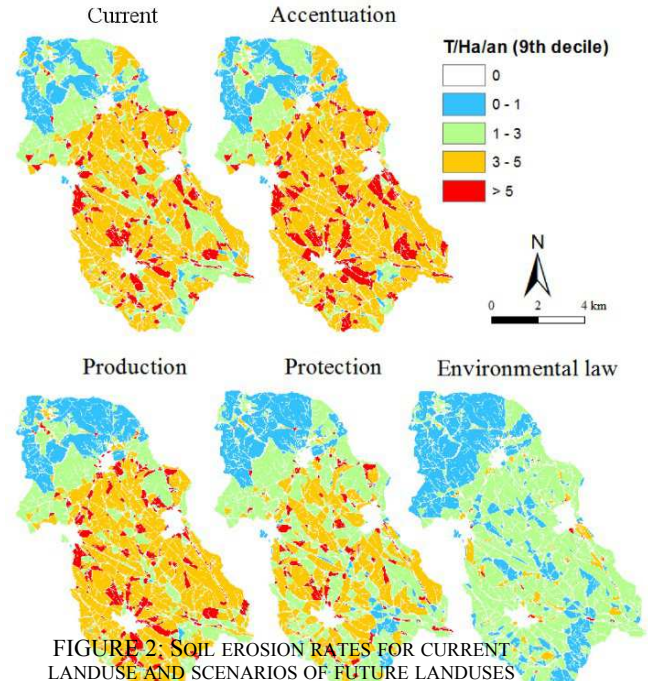 Current
Accentuation
T/Ha/an (9th decile)
0
0 - 1
1 - 3
3 - 5
> 5
N
0 2 4 km
Production
Protection
Environmental law
FIGURE 2: SOIL EROSION RATES FOR CURRENT
LANDUSE AND SCENARIOS OF FUTURE LANDUSES